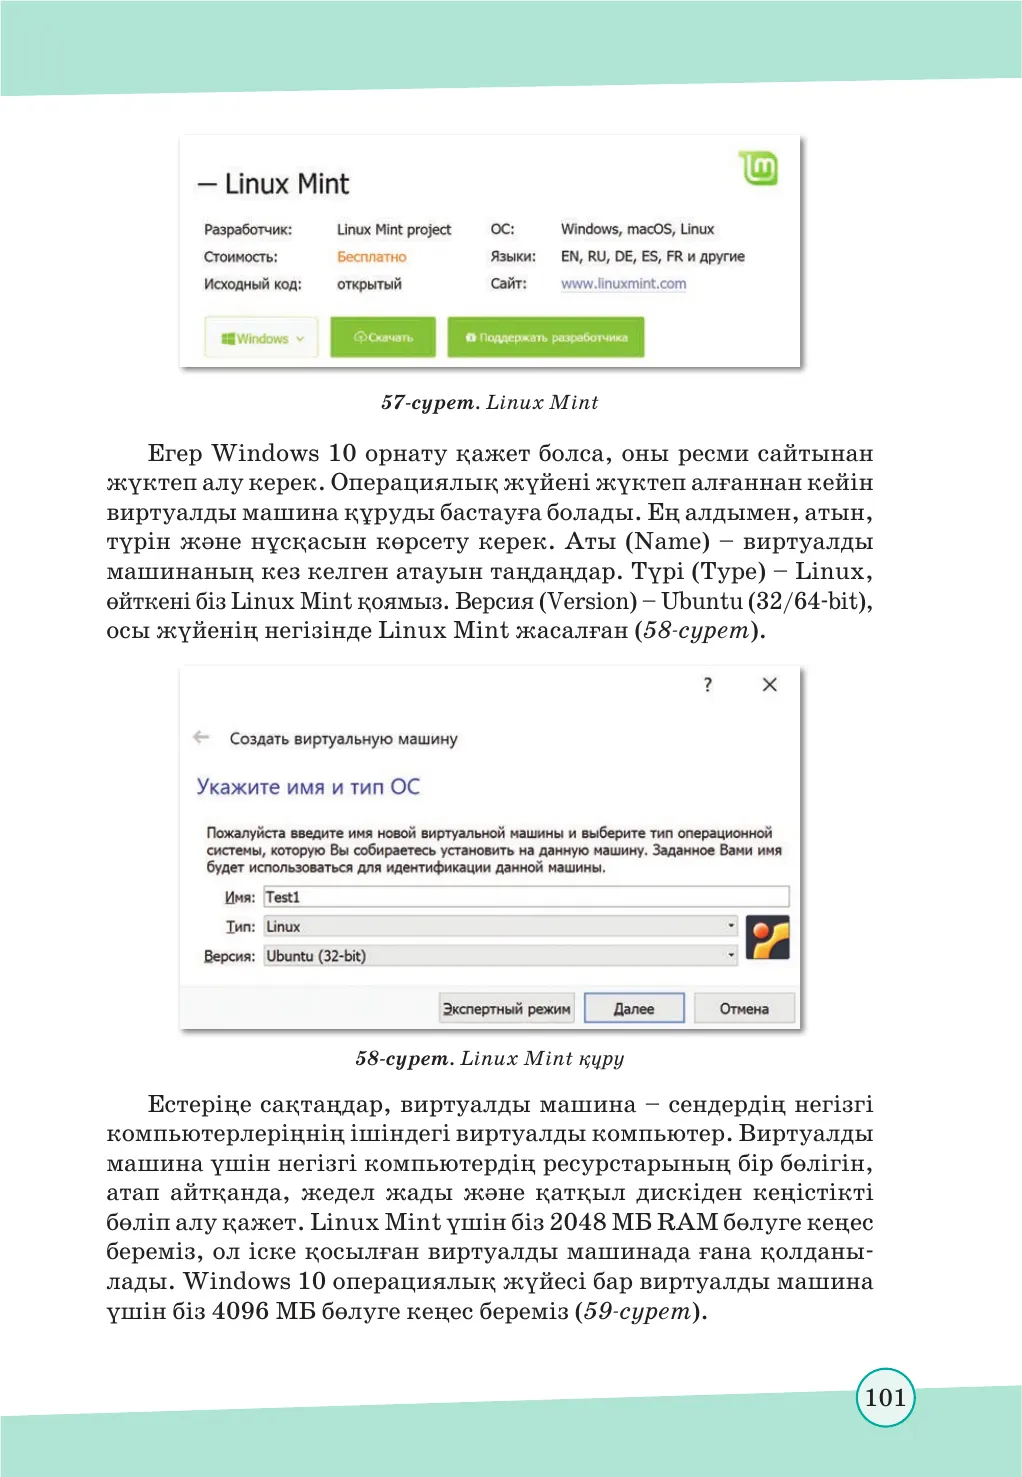 — Linux Mint
Разработчик: Linux Mint project ОС: Windows, macOS, Linux
Стоимость: Бесплатно Языки: EN, RU, DE, ES, FR и другие
Исходный код: открытый Сайт: www.linuxmint.com
Windows Скачать Поддержать разработчика
57-сурет. Linux Mint
Егер Windows 10 орнату қажет болса, оны ресми сайтынан
жүктеп алу керек. Операциялық жүйені жүктеп алғаннан кейін
виртуалды машина құруды бастауға болады. Ең алдымен, атын,
түрін және нұсқасын көрсету керек. Аты (Name) – виртуалды
машинаның кез келген атауын таңдаңдар. Түрі (Type) – Linux,
өйткені біз Linux Mint қоямыз. Версия (Version) – Ubuntu (32/64-bit),
осы жүйенің негізінде Linux Mint жасалған (58-сурет).
? ×
← Создать виртуальную машину
Укажите имя и тип ОС
Пожалуйста введите имя новой виртуальной машины и выберите тип операционной
системы, которую Вы собираетесь установить на данную машину. Заданное Вами имя
будет использоваться для идентификации данной машины.
Имя: Test1
Тип: Linux
Версия: Ubuntu (32-bit)
Экспертный режим Далее Отмена
58-сурет. Linux Mint құру
Естеріңе сақтаңдар, виртуалды машина – сендердің негізгі
компьютерлеріңнің ішіндегі виртуалды компьютер. Виртуалды
машина үшін негізгі компьютердің ресурстарының бір бөлігін,
атап айтқанда, жедел жады және қатқыл дискіден кеңістікті
бөліп алу қажет. Linux Mint үшін біз 2048 МБ RAM бөлуге кеңес
береміз, ол іске қосылған виртуалды машинада ғана қолданы-
лады. Windows 10 операциялық жүйесі бар виртуалды машина
үшін біз 4096 МБ бөлуге кеңес береміз (59-сурет).
101